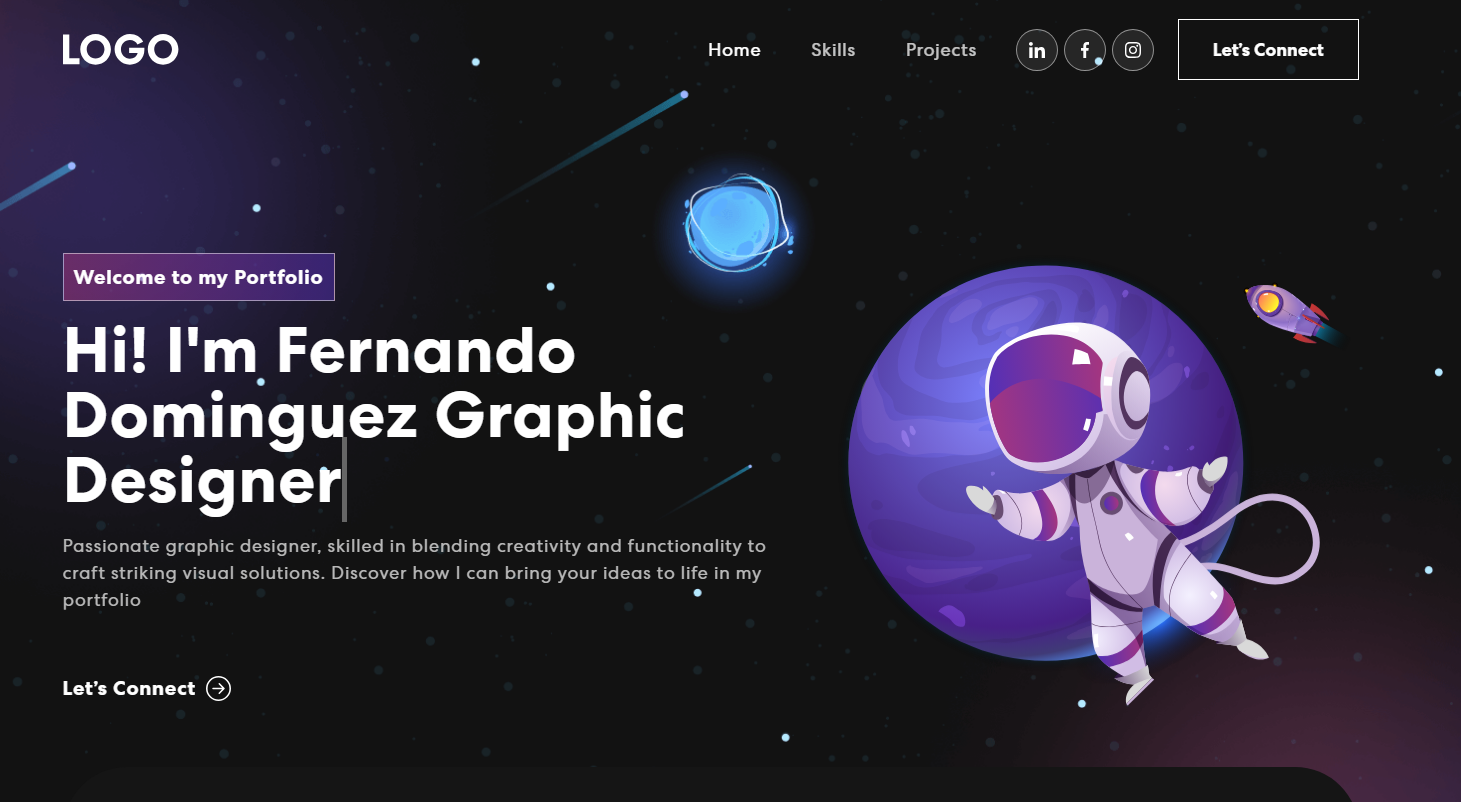 LOGO
Home Skills Projects in f Let's Connect
Welcome to my Portfolio
Hi! I'm Fernando
Dominguez Graphic
Designer
Passionate graphic designer, skilled in blending creativity and functionality to
craft striking visual solutions. Discover how I can bring your ideas to life in my
portfolio
Let’s Connect